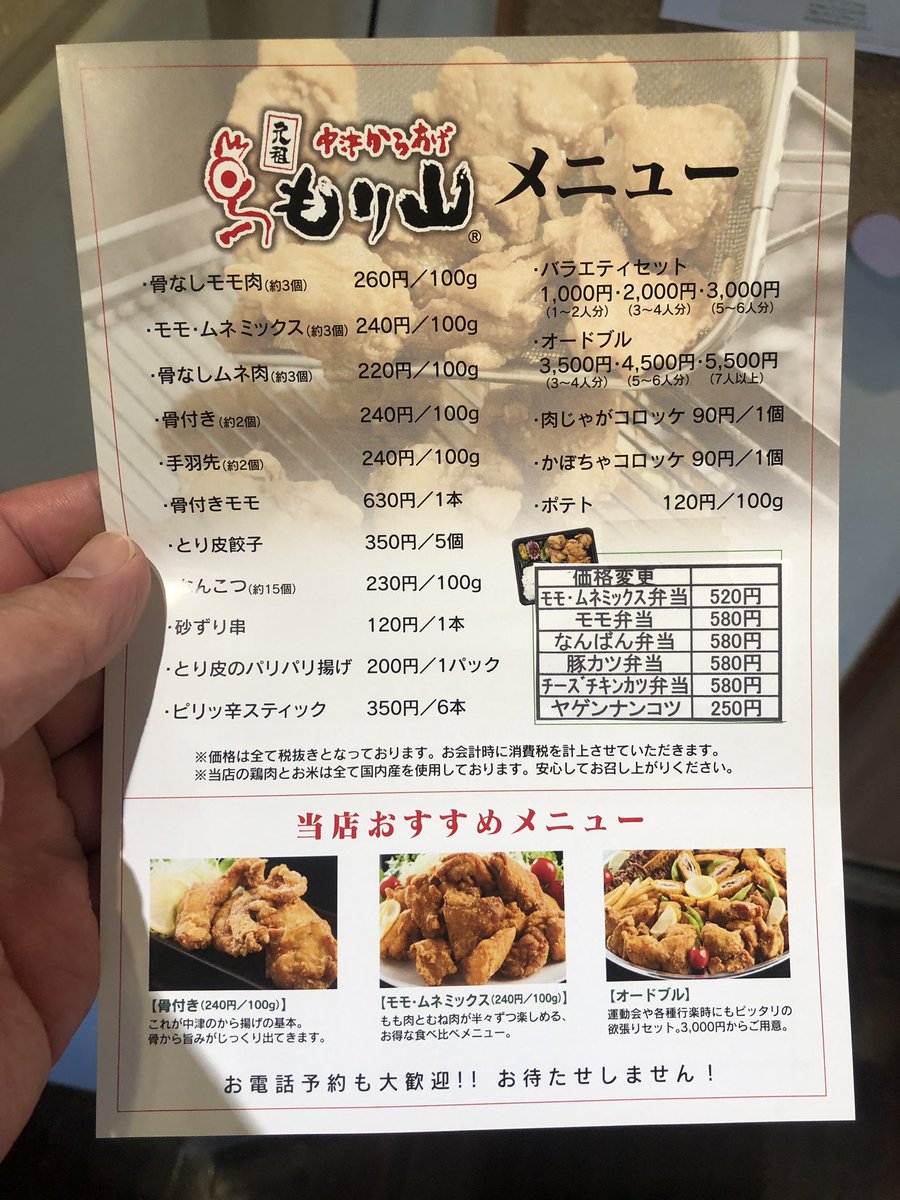 元祖
中津からあげ
もり山®
メニュー
・骨なしモモ肉(約3個) 260円／100g
・モモ・ムネミックス(約3個) 240円／100g
・骨なしムネ肉(約3個) 220円／100g
・骨付き(約2個) 240円／100g
・手羽先(約2個) 240円／100g
・骨付きモモ 630円／1本
・とり皮餃子 350円／5個
んこつ(約15個) 230円／100g
・砂ずり串 120円／1本
・とり皮のパリパリ揚げ 200円／1パック
・ピリッ辛スティック 350円／6本
・バラエティセット
1,000円・2,000円・3,000円
(1〜2人分) (3〜4人分) (5〜6人分)
・オードブル
3,500円・4,500円・5,500円
(3〜4人分) (5〜6人分) (7人以上)
・肉じゃがコロッケ 90円／1個
・かぼちゃコロッケ 90円／1個
・ポテト 120円／100g
価格変更
モモ・ムネミックス弁当 520円
モモ弁当 580円
なんばん弁当 580円
豚カツ弁当 580円
チーズチキンカツ弁当 580円
ヤゲンナンコツ 250円
※価格は全て税抜きとなっております。お会計時に消費税を計上させていただきます。
※当店の鶏肉とお米は全て国内産を使用しております。安心してお召し上がりください。
当店おすすめメニュー
【骨付き(240円／100g)】
これが中津のから揚げの基本。
骨から旨みがじっくり出てきます。
【モモ・ムネミックス(240円／100g)】
もも肉とむね肉が半々ずつ楽しめる、
お得な食べ比べメニュー。
【オードブル】
運動会や各種行楽時にもピッタリの
欲張りセット。3,000円からご用意。
お電話予約も大歓迎!! お待たせしません！